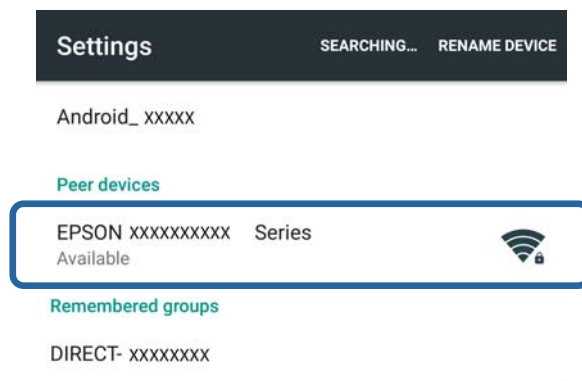 Settings SEARCHING... RENAME DEVICE
Android_ xxxxx
Peer devices
EPSON xxxxxxxxxx Series
Available
Remembered groups
DIRECT- xxxxxxxx